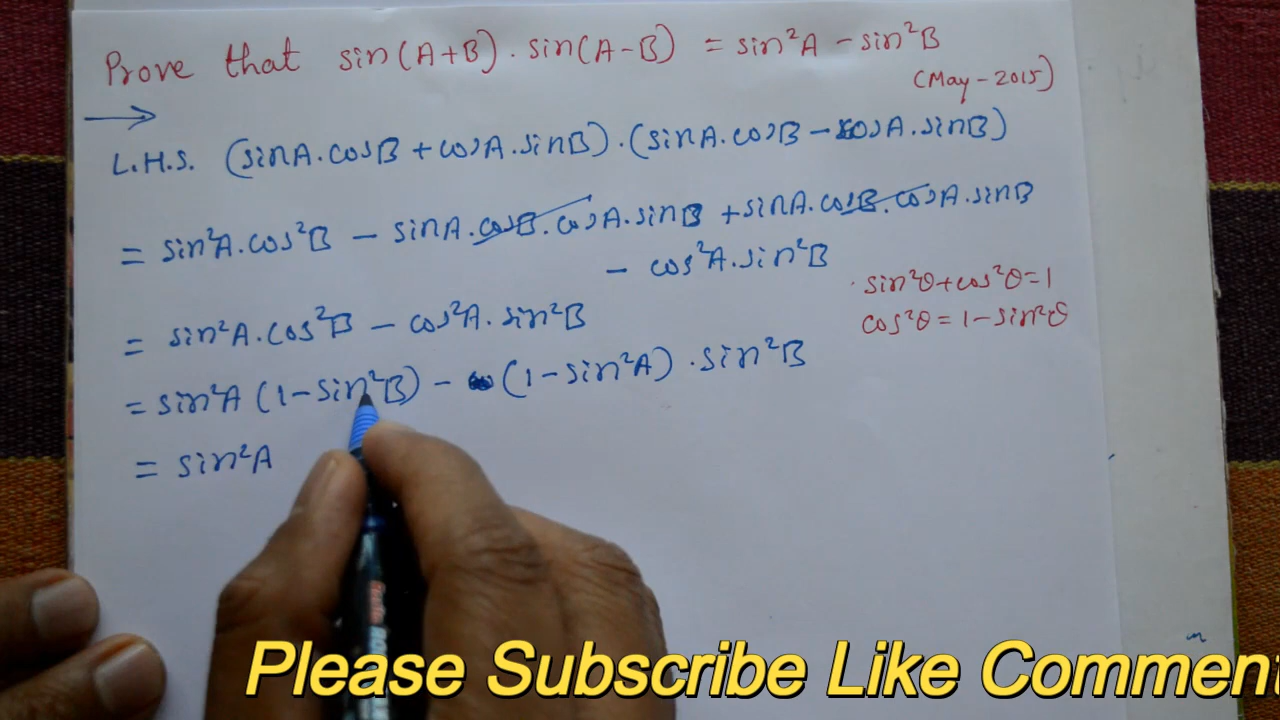 Prove that sin(A+B).sin(A-B) = sin²A - sin²B
(May-2015)
L.H.S. (sinA.cosB + cosA.sinB).(sinA.cosB - cosA.sinB)
= sin²A.cos²B - sinA.cosB.cosA.sinB + sinA.cosB.cosA.sinB
- cos²A.sin²B
sin²θ+cos²θ=1
= sin²A.cos²B - cos²A.sin²B
cos²θ=1-sin²θ
= sin²A (1-sin²B) - (1-sin²A).sin²B
= sin²A
Please Subscribe Like Comment